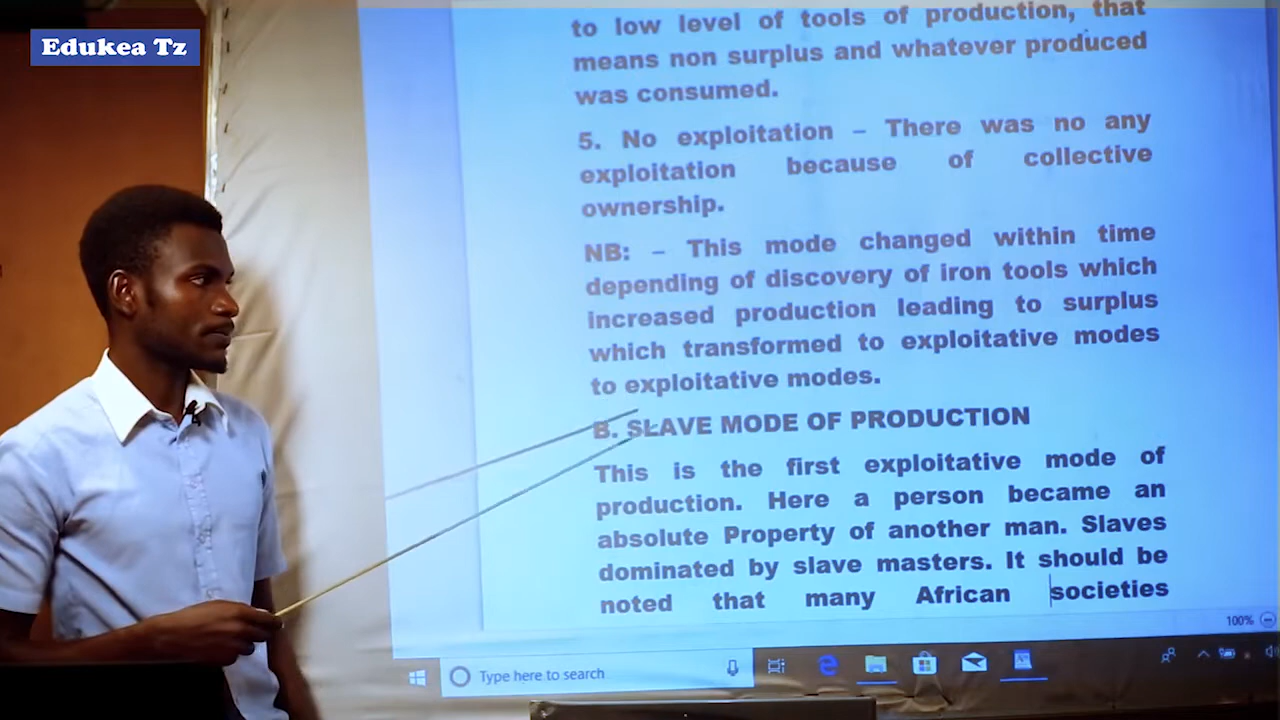 Edukea Tz
to low level of tools of production, that
means non surplus and whatever produced
was consumed.
5. No exploitation – There was no any
exploitation because of collective
ownership.
NB: – This mode changed within time
depending of discovery of iron tools which
increased production leading to surplus
which transformed to exploitative modes
to exploitative modes.
B. SLAVE MODE OF PRODUCTION
This is the first exploitative mode of
production. Here a person became an
absolute Property of another man. Slaves
dominated by slave masters. It should be
noted that many African societies
100%
Type here to search